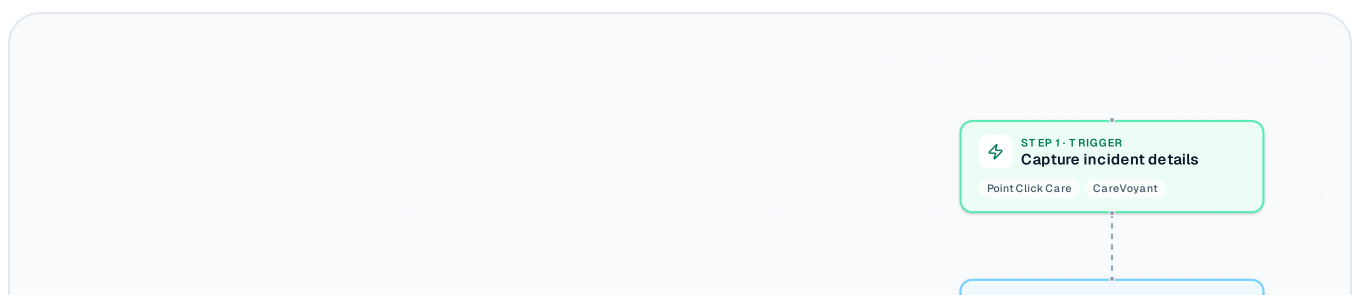 STEP 1 · TRIGGER
Capture incident details
Point Click Care CareVoyant